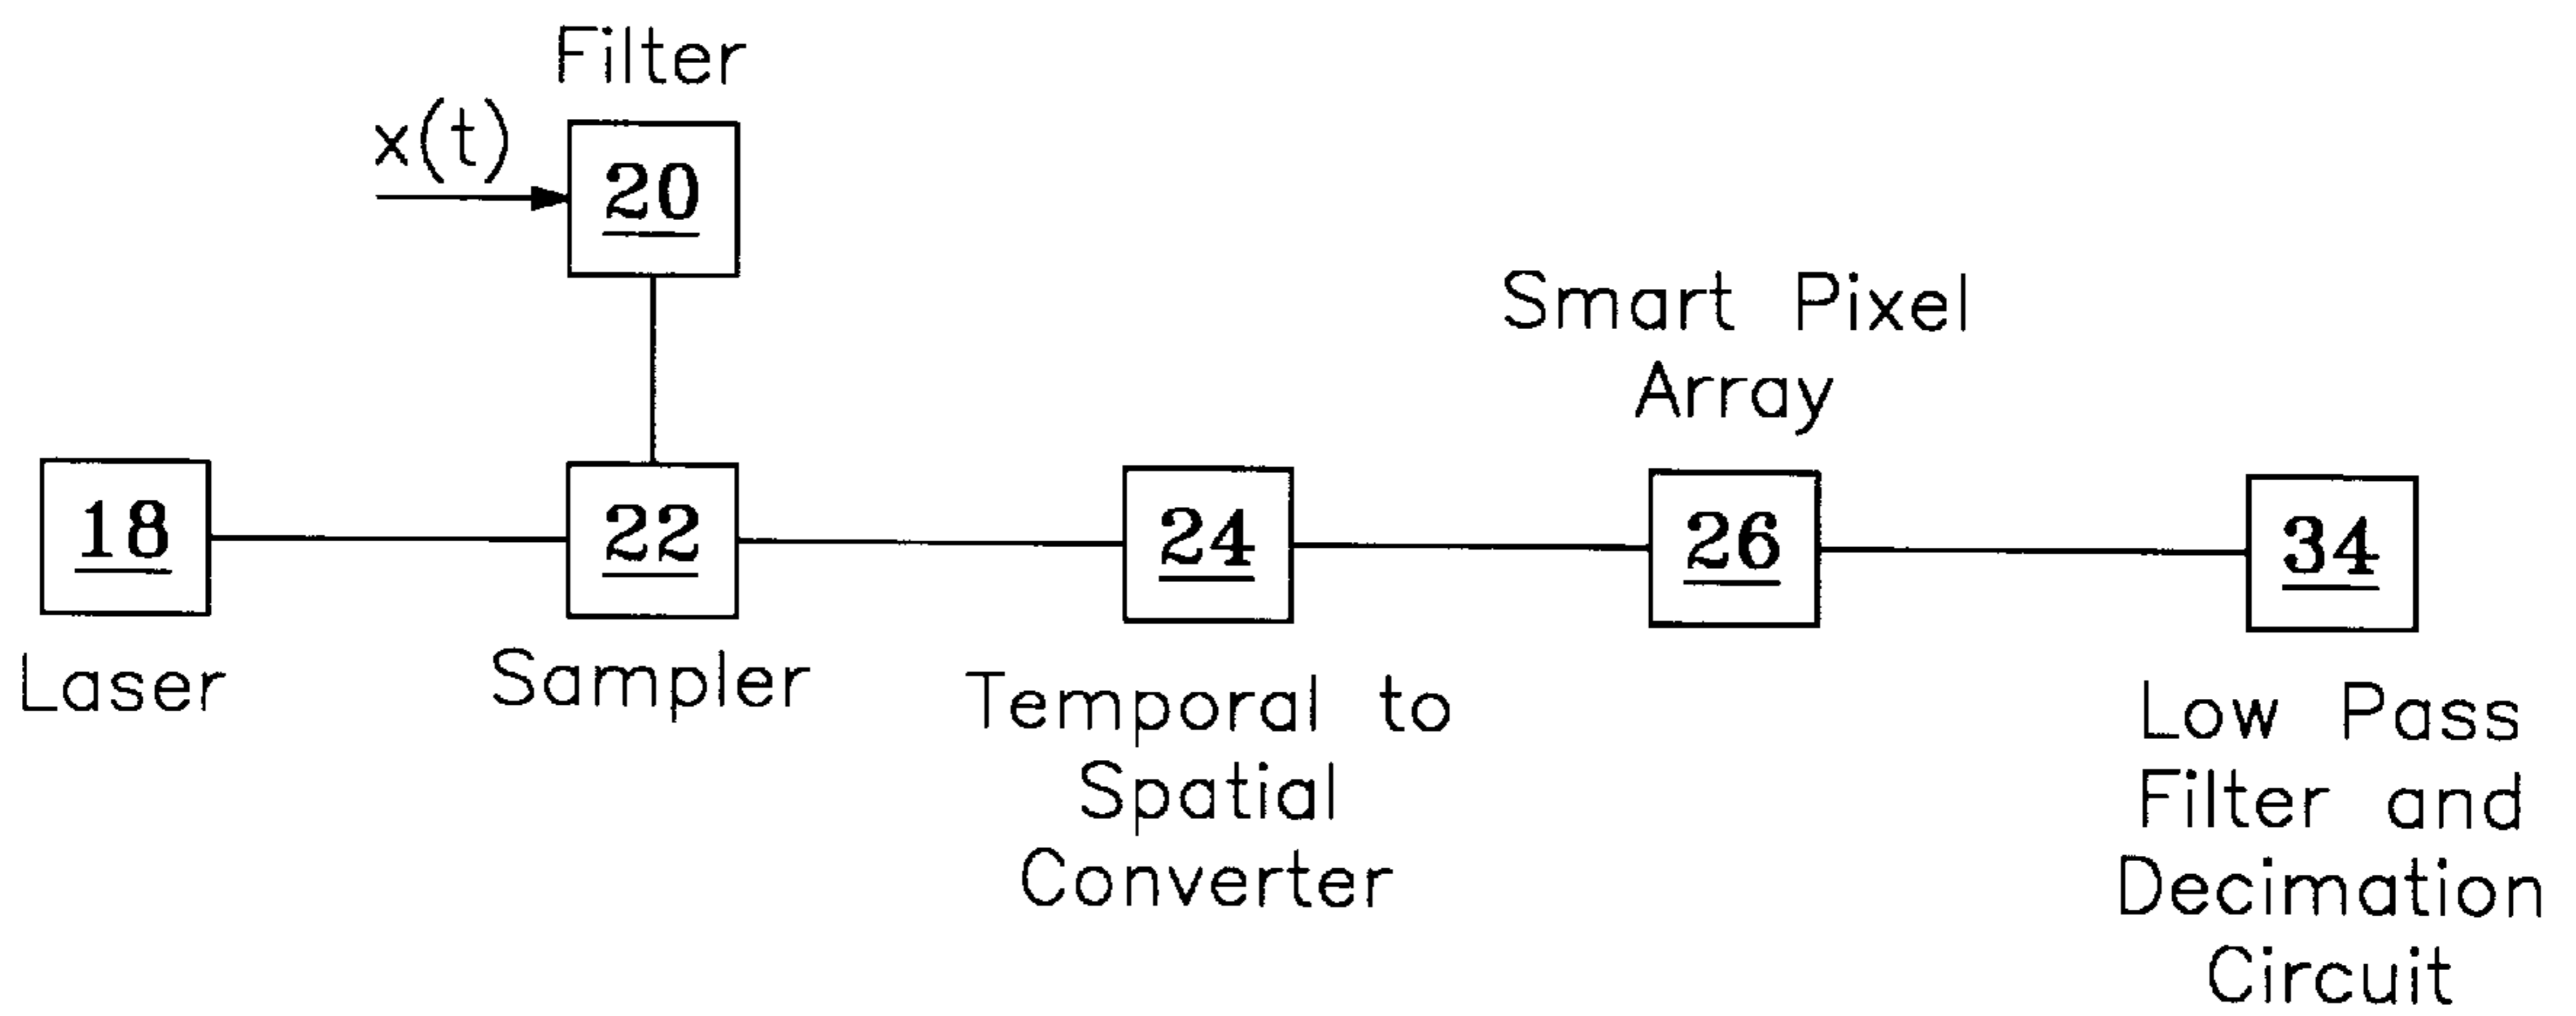 Filter
x(t)
20
Smart Pixel
Array
18
22
24
26
34
Laser
Sampler
Temporal to
Spatial
Converter
Low Pass
Filter and
Decimation
Circuit